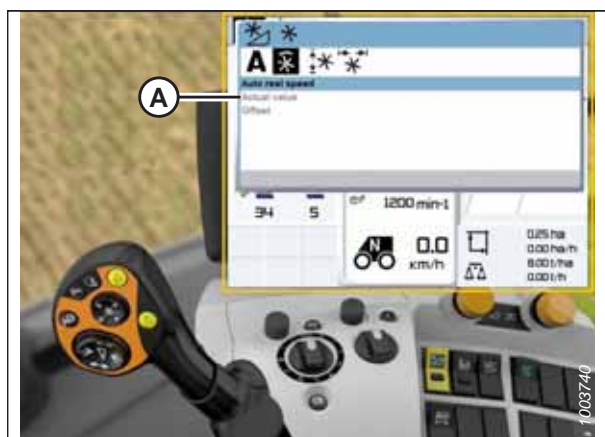 A
Auto reel speed
A
Actual value
Offset
34 5
1200 min-1
N 0.0
km/h
0.25 ha
0.00 ha/h
8.00 l/ha
0.00 l/h
1003740